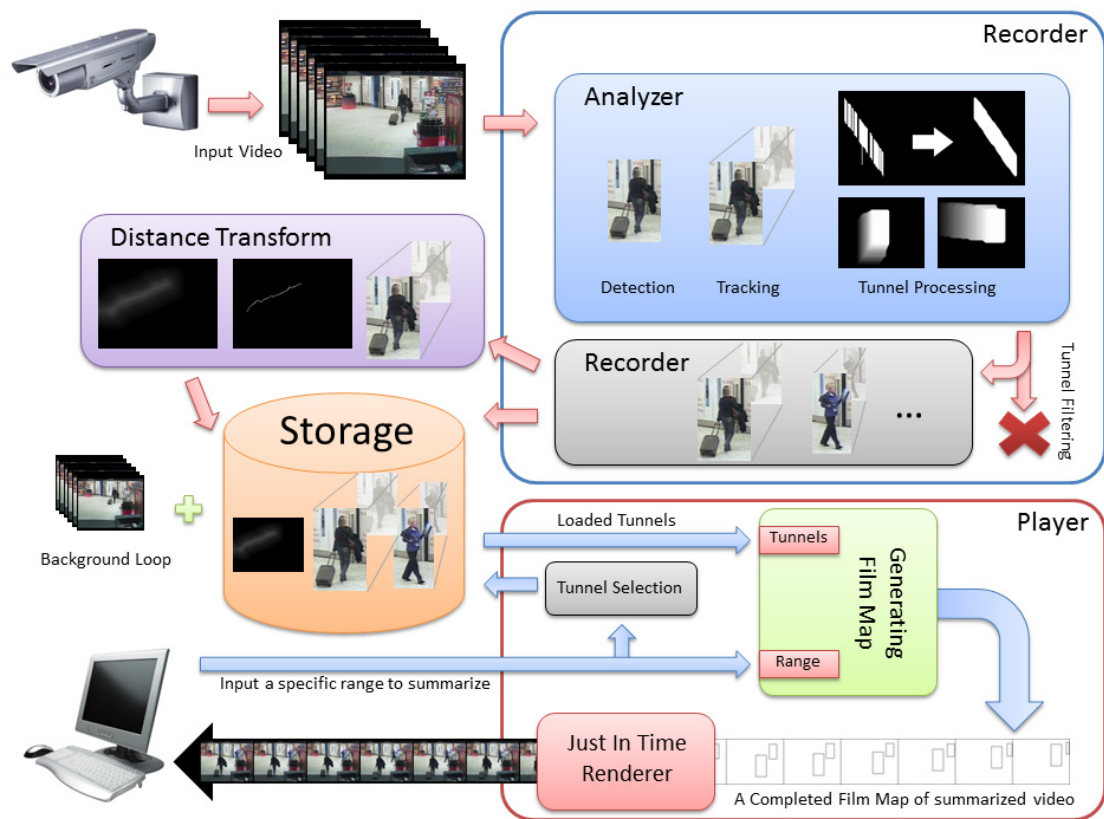 Recorder
Input Video
Analyzer
Detection
Tracking
Tunnel Processing
Distance Transform
Recorder
...
Tunnel Filtering
Storage
Background Loop
Player
Loaded Tunnels
Tunnels
Generating
Film Map
Tunnel Selection
Range
Input a specific range to summarize
Just In Time
Renderer
A Completed Film Map of summarized video